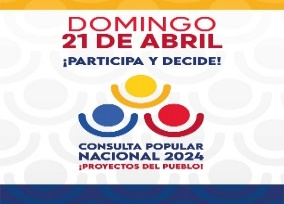 DOMINGO
21 DE ABRIL
¡PARTICIPA Y DECIDE!
CONSULTA POPULAR
NACIONAL 2024
¡PROYECTOS DEL PUEBLO!